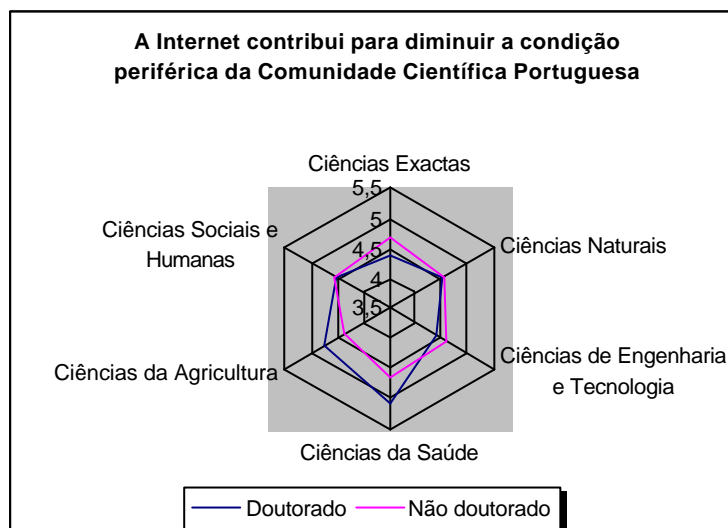 A Internet contribui para diminuir a condição
periférica da Comunidade Científica Portuguesa
Ciências Exactas
5,5
5
4,5
4
3,5
Ciências Naturais
Ciências de Engenharia
e Tecnologia
Ciências da Saúde
Ciências da Agricultura
Ciências Sociais e
Humanas
Doutorado
Não doutorado